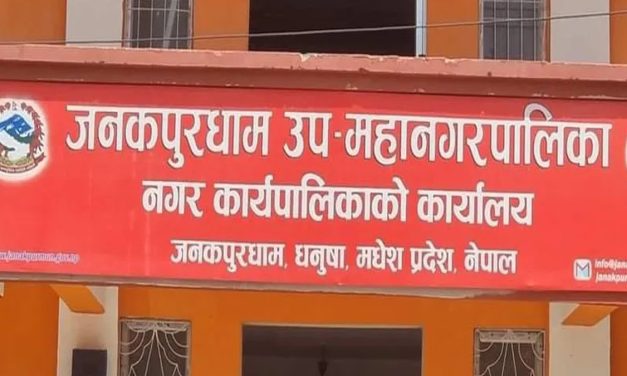 जनकपुरधाम उप-महानगरपालिका
नगर कार्यपालिकाको कार्यालय
जनकपुरधाम, धनुषा, मधेश प्रदेश, नेपाल